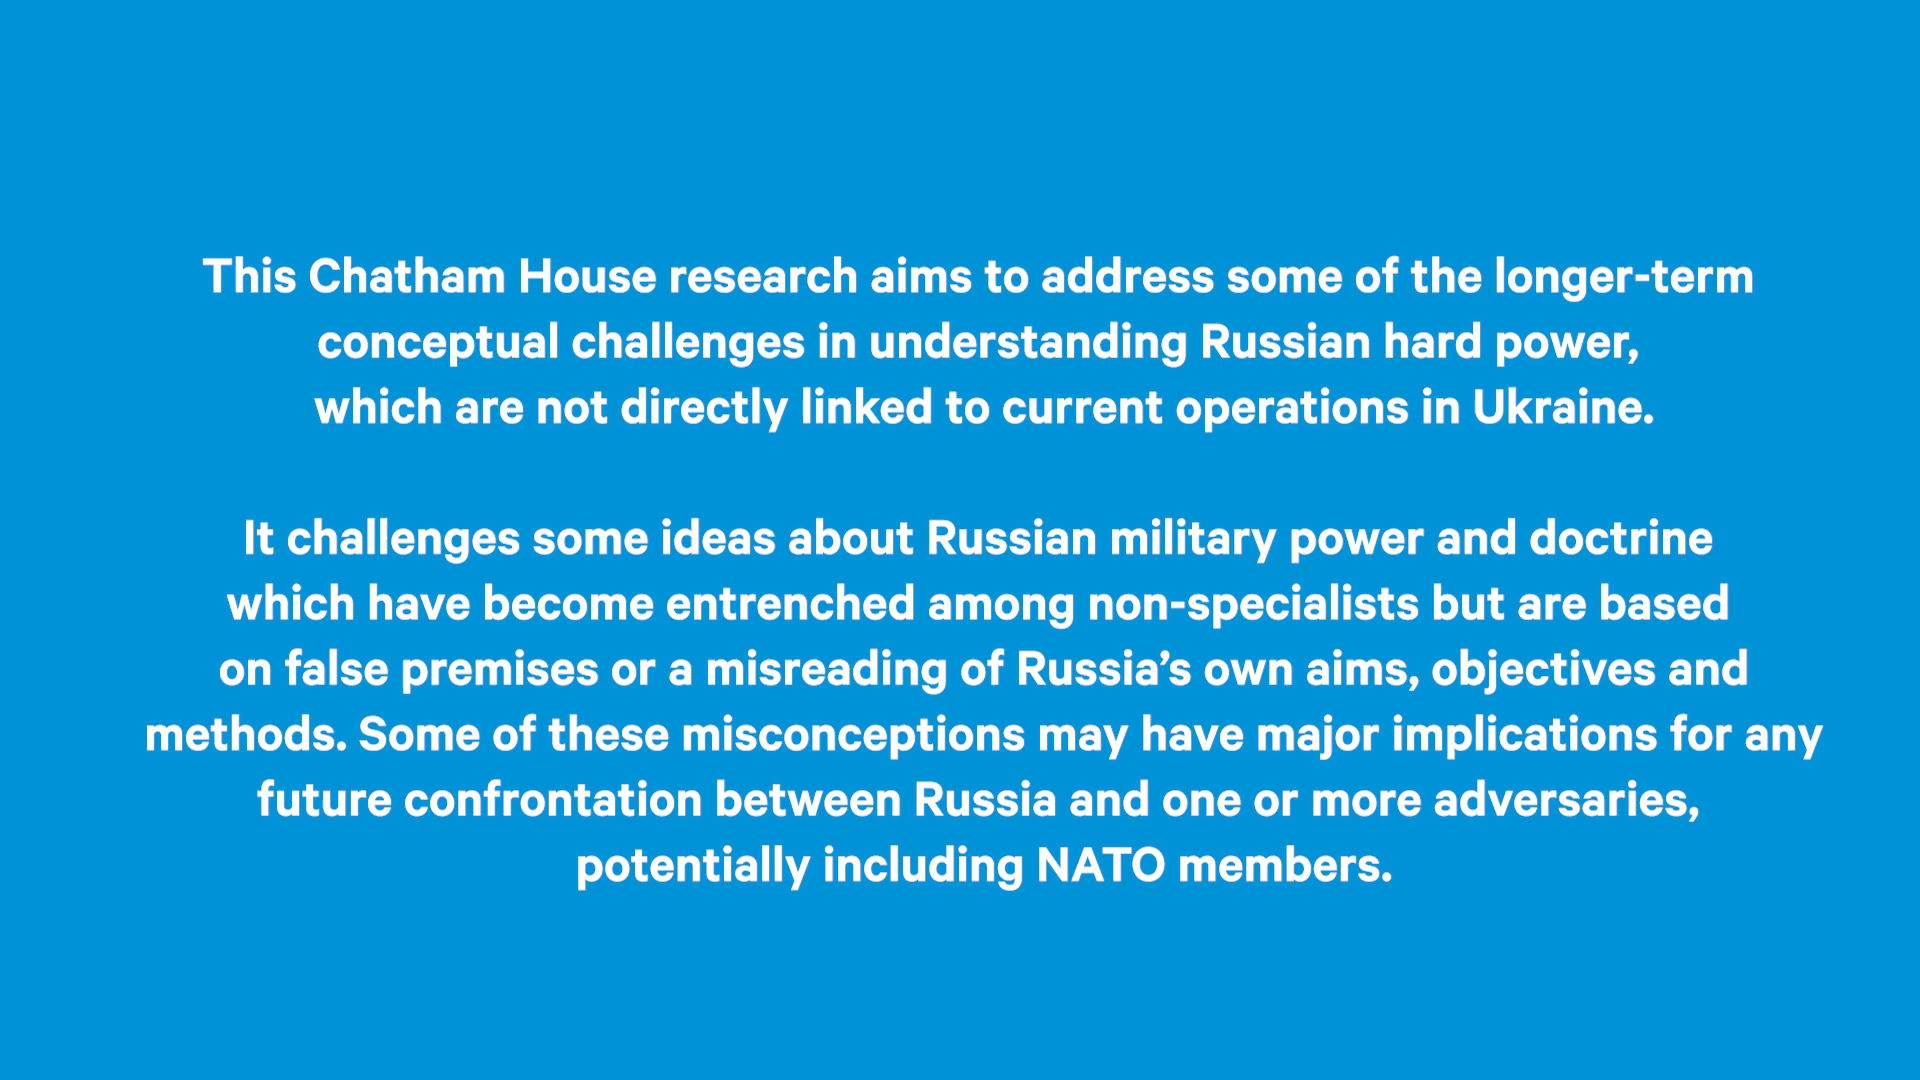 This Chatham House research aims to address some of the longer-term
conceptual challenges in understanding Russian hard power,
which are not directly linked to current operations in Ukraine.
It challenges some ideas about Russian military power and doctrine
which have become entrenched among non-specialists but are based
on false premises or a misreading of Russia’s own aims, objectives and
methods. Some of these misconceptions may have major implications for any
future confrontation between Russia and one or more adversaries,
potentially including NATO members.